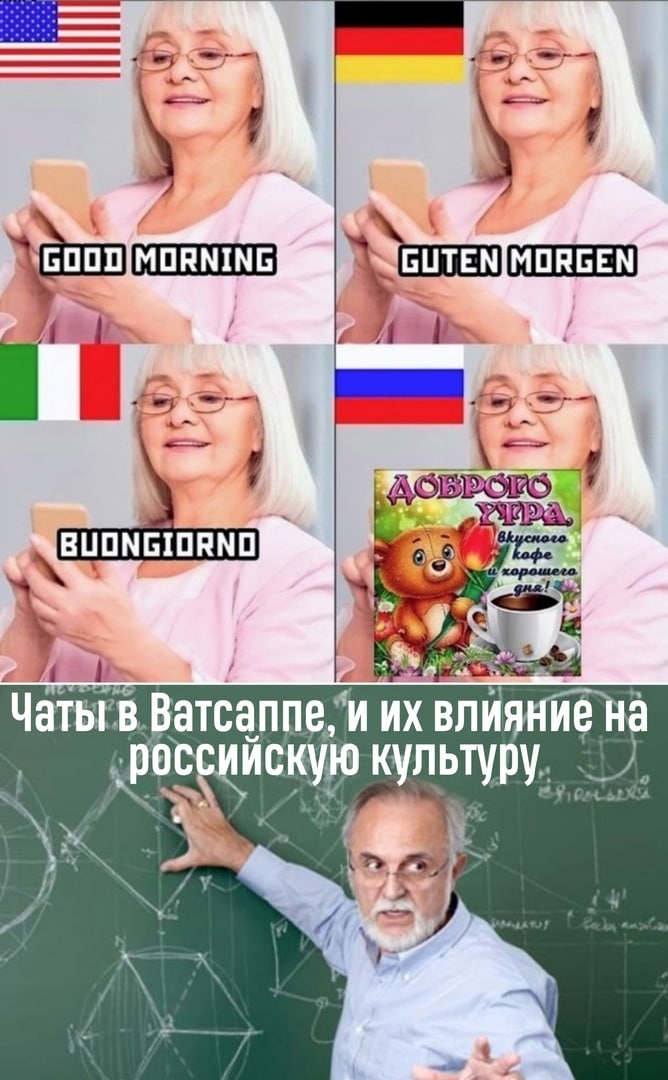 GOOD MORNING
GUTEN MORGEN
BUONGIORNO
ДОБРОГО
УТРА,
Вкусного
кофе
и хорошего
дня!
Чаты в Ватсаппе, и их влияние на
российскую культуру